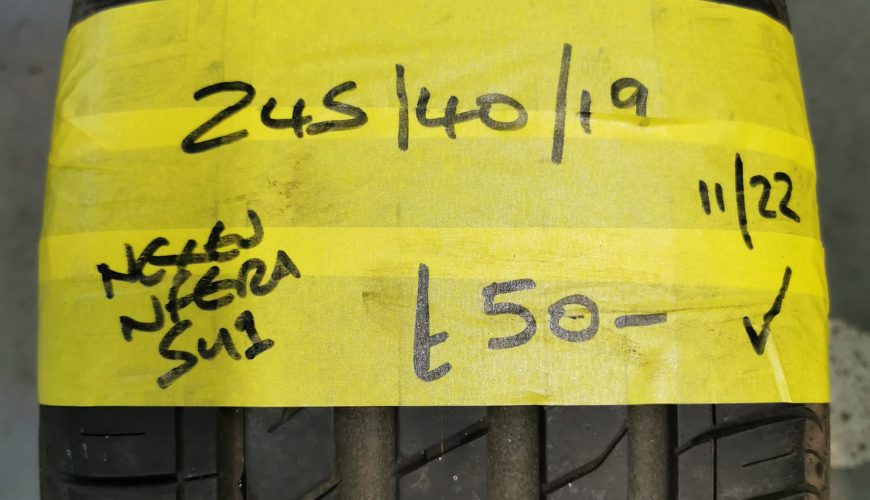 245/40/19
11/22
NEXEN
NFERA
SU1
£50-